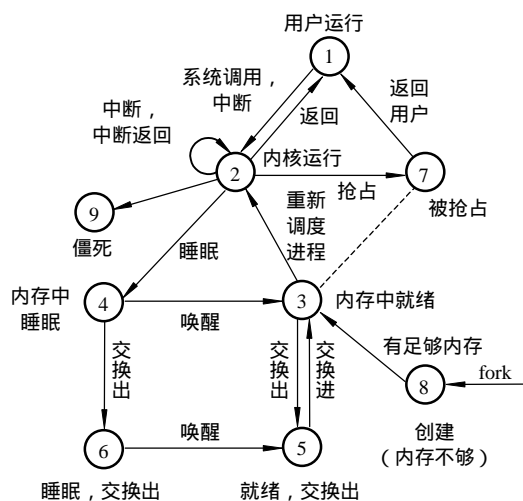 用户运行
1
系统调用，
中断
返回
返回
用户
中断，
中断返回
2
内核运行
抢占
7
被抢占
9
僵死
睡眠
重新
调度
进程
内存中
睡眠
4
唤醒
3
内存中就绪
有足够内存
8
fork
创建
（内存不够）
交换出
交换出
交换进
6
唤醒
5
睡眠，交换出
就绪，交换出